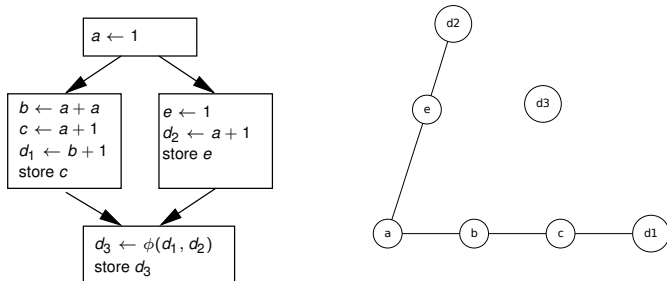 a ← 1
b ← a + a
c ← a + 1
d₁ ← b + 1
store c
e ← 1
d₂ ← a + 1
store e
d₃ ← ϕ(d₁, d₂)
store d₃
d2
e
d3
a
b
c
d1